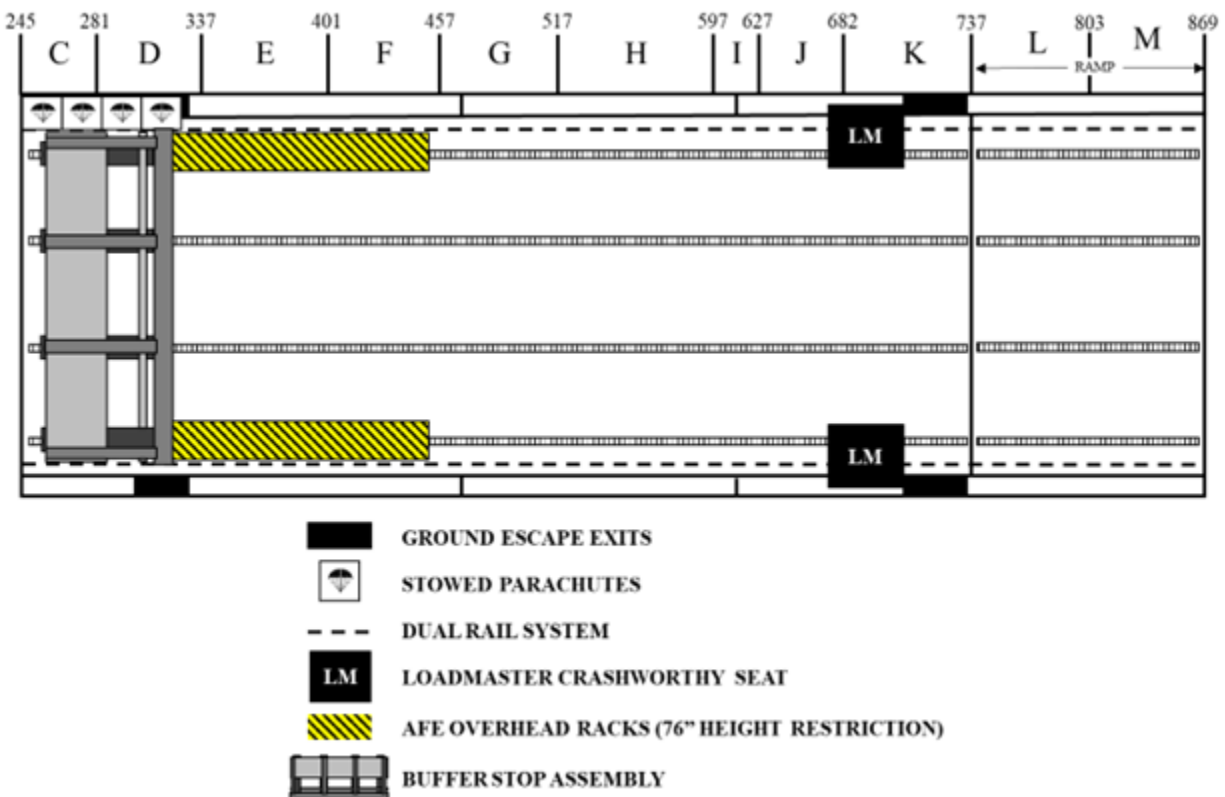 245 281 337 401 457 517 597 627 682 737 803 869
C D E F G H I J K L M
RAMP
LM
LM
GROUND ESCAPE EXITS
STOWED PARACHUTES
DUAL RAIL SYSTEM
LM LOADMASTER CRASHWORTHY SEAT
AFE OVERHEAD RACKS (76” HEIGHT RESTRICTION)
BUFFER STOP ASSEMBLY